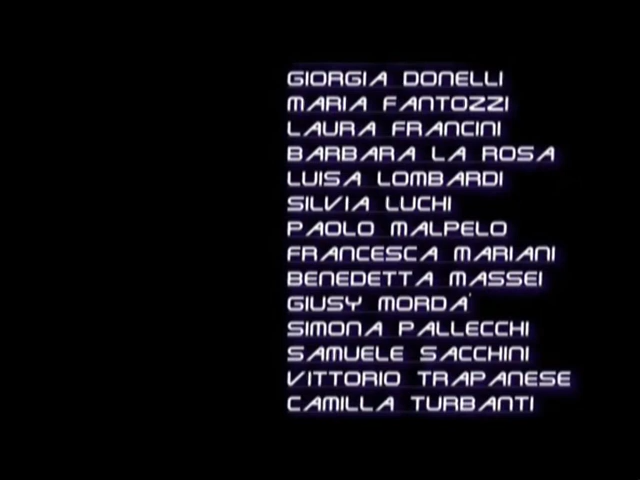 GIORGIA DONELLI
MARIA FANTOZZI
LAURA FRANCINI
BARBARA LA ROSA
LUISA LOMBARDI
SILVIA LUCHI
PAOLO MALPELO
FRANCESCA MARIANI
BENEDETTA MASSEI
GIUSY MORDA'
SIMONA PALLECCHI
SAMUELE SACCHINI
VITTORIO TRAPANESE
CAMILLA TURBANTI